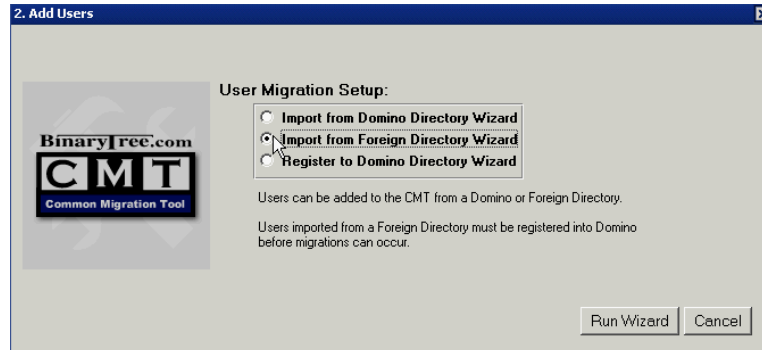 2. Add Users
User Migration Setup:
Import from Domino Directory Wizard
Import from Foreign Directory Wizard
Register to Domino Directory Wizard
BinaryTree.com
CMT
Common Migration Tool
Users can be added to the CMT from a Domino or Foreign Directory.
Users imported from a Foreign Directory must be registered into Domino
before migrations can occur.
Run Wizard
Cancel